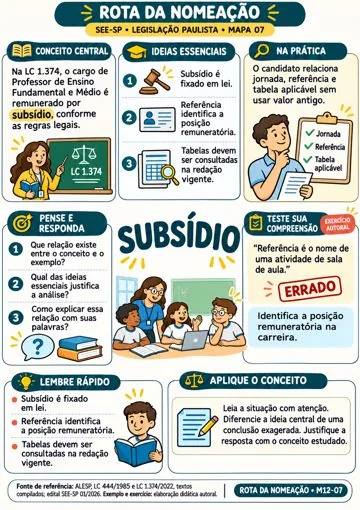 ROTA DA NOMEAÇÃO
SEE-SP • LEGISLAÇÃO PAULISTA • MAPA 07
CONCEITO CENTRAL
Na LC 1.374, o cargo de
Professor de Ensino
Fundamental e Médio é
remunerado por
subsídio, conforme
as regras legais.
LC 1.374
IDEIAS ESSENCIAIS
1
Subsídio é
fixado em lei.
2
Referência
identifica a
posição
remuneratória.
3
Tabelas devem
ser consultadas
na redação
vigente.
NA PRÁTICA
O candidato relaciona
jornada, referência e
tabela aplicável sem
usar valor antigo.
Jornada
Referência
Tabela
aplicável
PENSE E
RESPONDA
1
Que relação existe
entre o conceito e o
exemplo?
2
Qual das ideias
essenciais justifica
a análise?
3
Como explicar essa
relação com suas
palavras?
?
SUBSÍDIO
TESTE SUA
COMPREENSÃO
EXERCÍCIO
AUTORAL
“Referência é o nome de
uma atividade de sala
de aula.”
ERRADO
Identifica a posição
remuneratória na
carreira.
LEMBRE RÁPIDO
Subsídio é fixado
em lei.
Referência identifica
a posição remuneratória.
Tabelas devem ser
consultadas na redação
vigente.
APLIQUE O CONCEITO
Leia a situação com atenção.
Diferencie a ideia central de uma
conclusão exagerada. Justifique a
resposta com o conceito estudado.
Fonte de referência: ALESP, LC 444/1985 e LC 1.374/2022, textos
compilados; edital SEE-SP 01/2026. Exemplo e exercício: elaboração didática autoral.
ROTA DA NOMEAÇÃO • M12-07